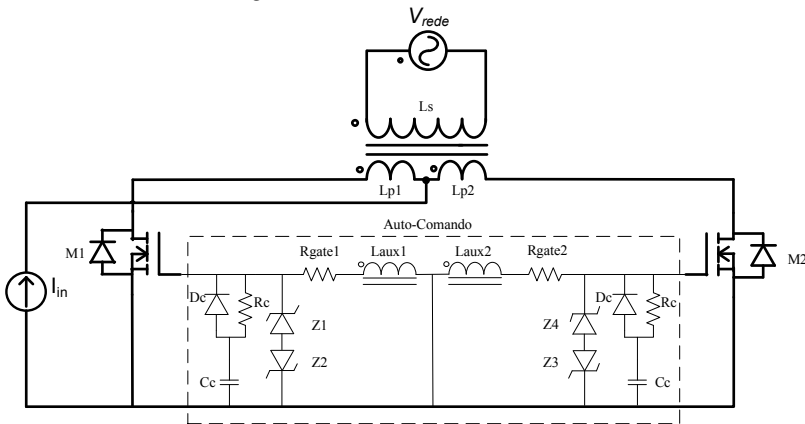 Vrede
Ls
Lp1
Lp2
Auto-Comando
M1
Rgate1
Laux1
Laux2
Rgate2
M2
Iin
Dc
Rc
Z1
Z4
Dc
Rc
Z2
Z3
Cc
Cc